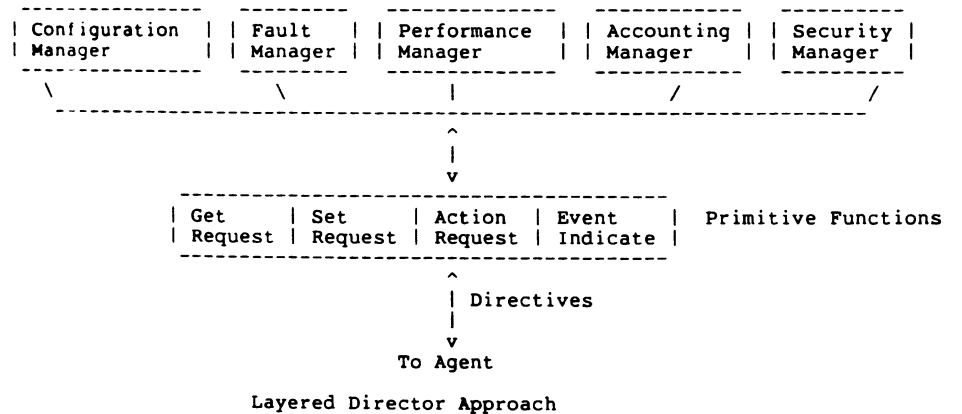 | Configuration | | Fault | | Performance | | Accounting | | Security |
| Manager | | Manager | | Manager | | Manager | | Manager |
| Get | Set | Action | Event | Primitive Functions
| Request | Request | Request | Indicate |
Directives
To Agent
Layered Director Approach